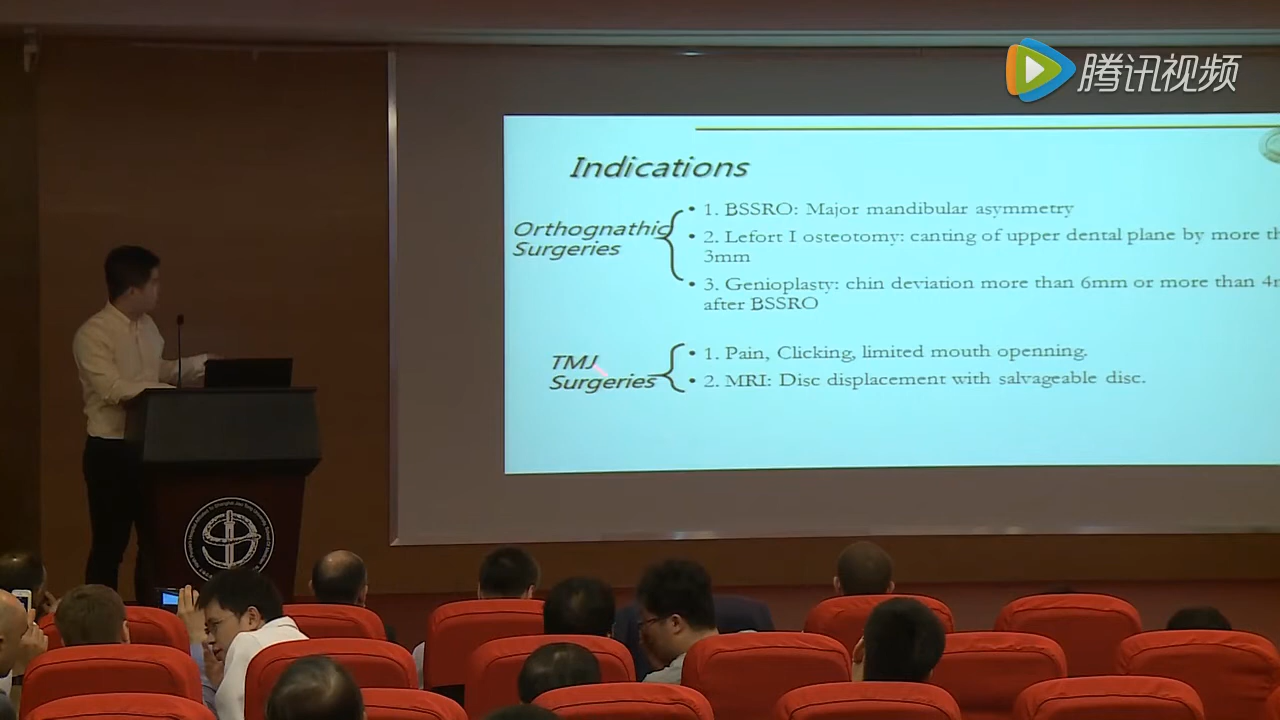 腾讯视频
Indications
Orthognathic
Surgeries
• 1. BSSRO: Major mandibular asymmetry
• 2. Lefort I osteotomy: canting of upper dental plane by more
3mm
• 3. Genioplasty: chin deviation more than 6mm or more than
after BSSRO
TMJ
Surgeries
• 1. Pain, Clicking, limited mouth openning.
• 2. MRI: Disc displacement with salvageable disc.